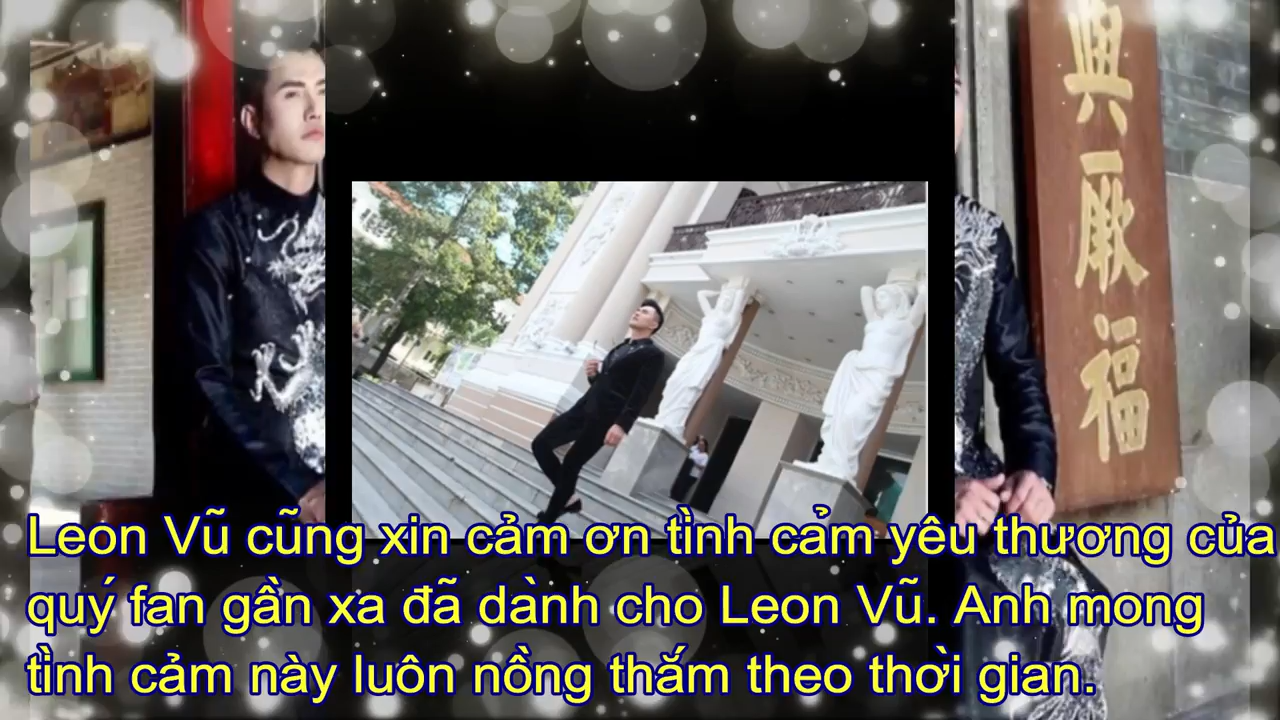 興
厥
福
Leon Vũ cũng xin cảm ơn tình cảm yêu thương của
quý fan gần xa đã dành cho Leon Vũ. Anh mong
tình cảm này luôn nồng thắm theo thời gian.